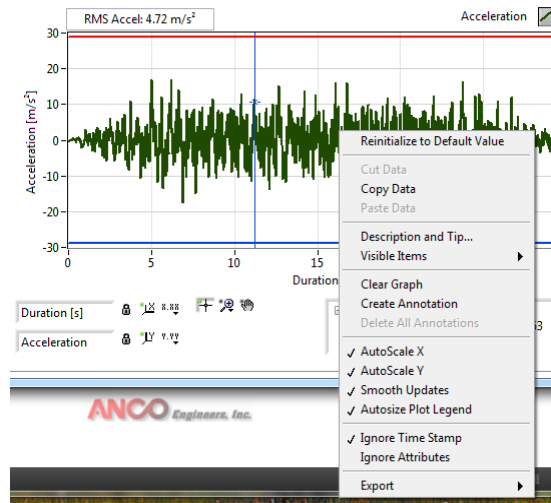 RMS Accel: 4.72 m/s²
Acceleration
30
20
10
0
-10
-20
-30
Acceleration [m/s²]
0
5
10
15
Duration
Duration [s]
X
X.XX
Acceleration
Y
Y.YY
Reinitialize to Default Value
Cut Data
Copy Data
Paste Data
Description and Tip...
Visible Items
Clear Graph
Create Annotation
Delete All Annotations
✓ AutoScale X
✓ AutoScale Y
✓ Smooth Updates
✓ Autosize Plot Legend
✓ Ignore Time Stamp
Ignore Attributes
Export
53
ANCO Engineers, Inc.